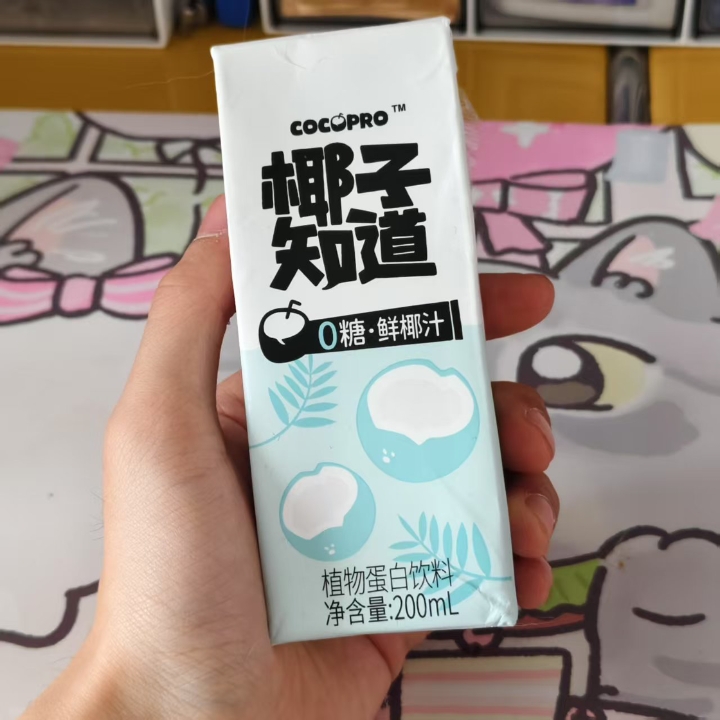 COCOPRO™
椰子
知道
0糖·鲜椰汁
植物蛋白饮料
净含量:200mL